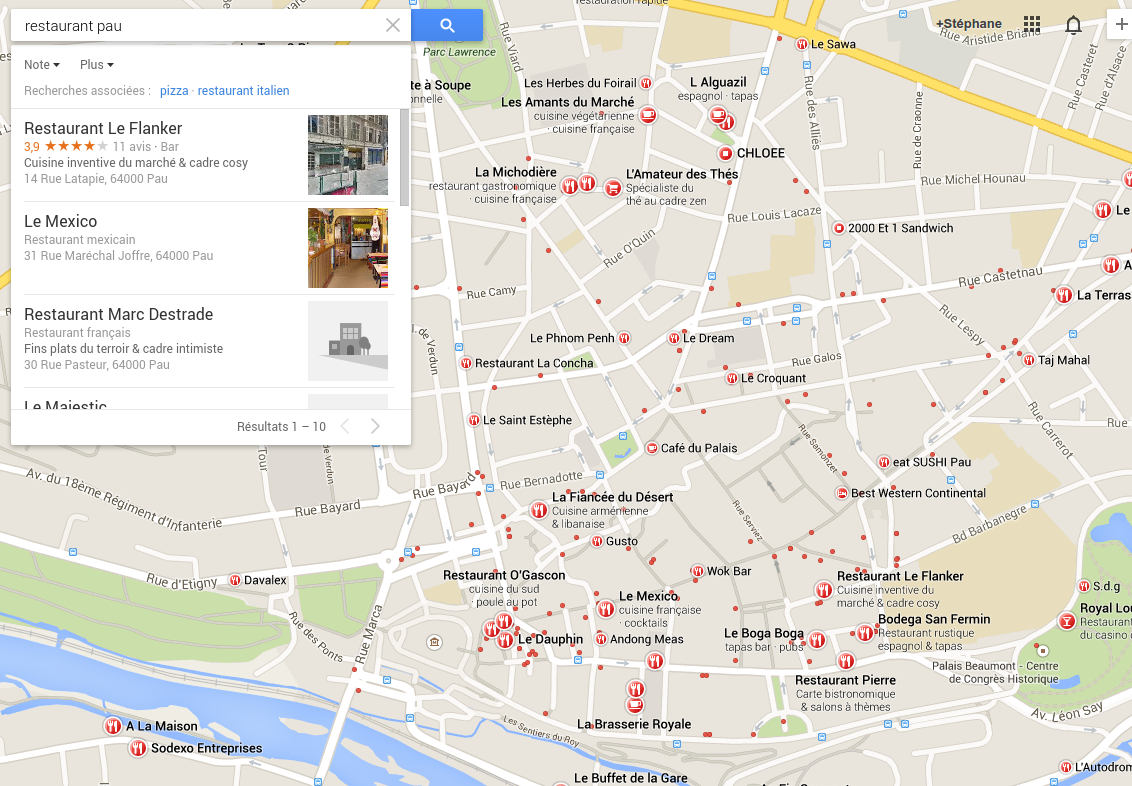 restaurant pau
Note
Plus
Recherches associées : pizza · restaurant italien
Restaurant Le Flanker
3,9 ★★★★★ 11 avis · Bar
Cuisine inventive du marché & cadre cosy
14 Rue Latapie, 64000 Pau
Le Mexico
Restaurant mexicain
31 Rue Maréchal Joffre, 64000 Pau
Restaurant Marc Destrade
Restaurant français
Fins plats du terroir & cadre intimiste
30 Rue Pasteur, 64000 Pau
Le Majestic
Résultats 1 – 10
+Stéphane
Rue Aristide Briand
Parc Lawrence
Rue Viard
Le Sawa
Rue Casteret
Rue d'Alsace
te à Soupe
Les Herbes du Foirail
L Alguazil
espagnol · tapas
Les Amants du Marché
cuisine végétarienne
· cuisine française
Rue des Alliés
Rue de Craonne
CHLOEE
La Michodière
restaurant gastronomique
· cuisine française
L'Amateur des Thés
Spécialiste du
thé au cadre zen
Rue Michel Hounau
Rue Louis Lacaze
Le
2000 Et 1 Sandwich
Rue O'Quin
A
Rue Castetnau
Rue Camy
La Terras
Rue Lespy
Le Phnom Penh
Le Dream
Rue Galos
Taj Mahal
Restaurant La Concha
Le Croquant
Rue Carrerot
Le Saint Estèphe
Rue Samonzet
Café du Palais
eat SUSHI Pau
Tour
de Verdun
Rue Bernadotte
Rue Bayard
Best Western Continental
Av. du 18ème Régiment d'Infanterie
Rue Bayard
La Fiancée du Désert
Cuisine arménienne
& libanaise
Rue Serviez
Bd Barbanegre
Gusto
Rue d'Etigny
Davalex
Restaurant O'Gascon
cuisine du sud
· poule au pot
Wok Bar
Restaurant Le Flanker
Cuisine inventive du
marché & cadre cosy
S.d.g
Le Mexico
cuisine française
· cocktails
Royal Lou
Restaurant
du casino
Rue des Ponts
Rue Marca
Le Dauphin
Andong Meas
Le Boga Boga
tapas bar · pubs
Bodega San Fermin
Restaurant rustique
espagnol & tapas
Palais Beaumont - Centre
de Congrès Historique
Restaurant Pierre
Carte bistronomique
& salons à thèmes
Av. Léon Say
A La Maison
Sodexo Entreprises
Les Sentiers du Roy
La Brasserie Royale
Le Buffet de la Gare
L'Autodrom